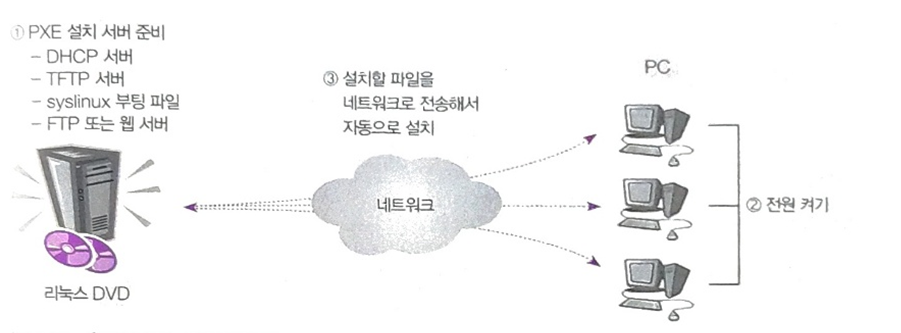 ① PXE 설치 서버 준비
– DHCP 서버
– TFTP 서버
– syslinux 부팅 파일
– FTP 또는 웹 서버
리눅스 DVD
③ 설치할 파일을
네트워크로 전송해서
자동으로 설치
네트워크
PC
② 전원 켜기